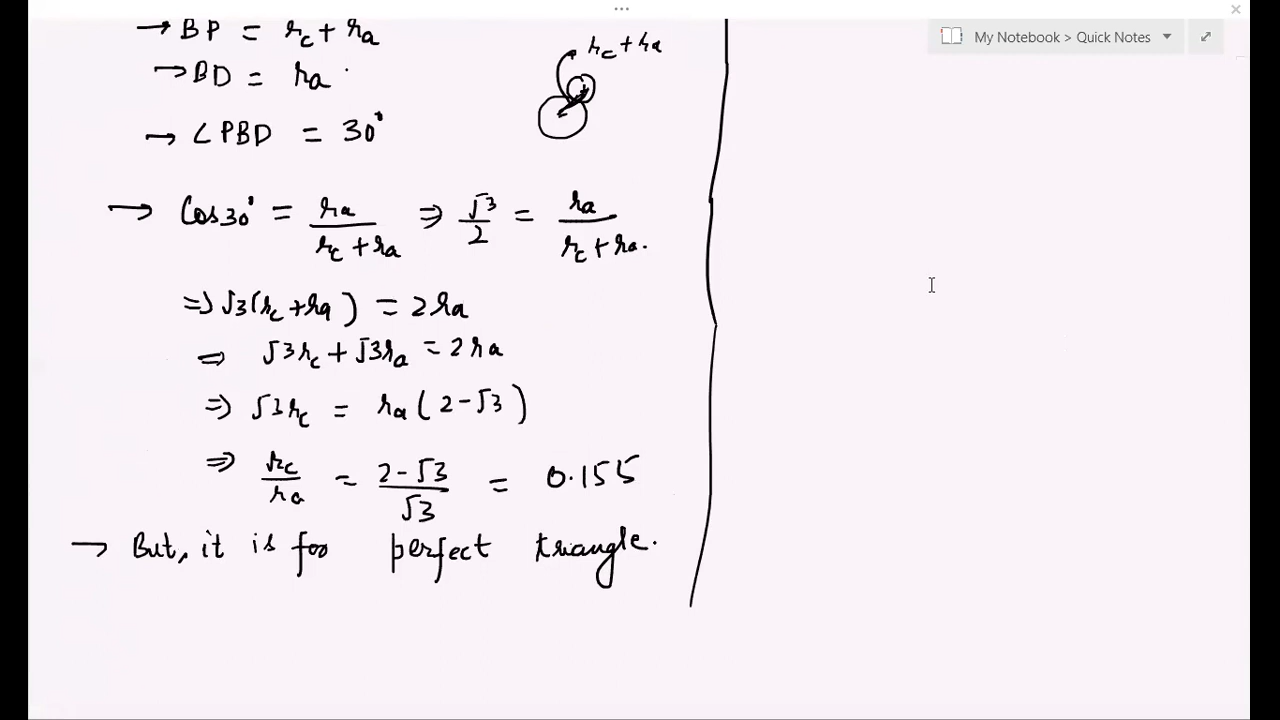 My Notebook > Quick Notes
→ BP = rc + ra
rc + ra
→ BD = ra
→ ∠PBD = 30°
→ Cos30° = ra / (rc + ra) ⇒ √3/2 = ra / (rc + ra).
⇒ √3(rc + ra) = 2ra
⇒ √3rc + √3ra = 2ra
⇒ √3rc = ra(2-√3)
⇒ rc/ra = (2-√3)/√3 = 0.155
→ But, it is for perfect triangle.